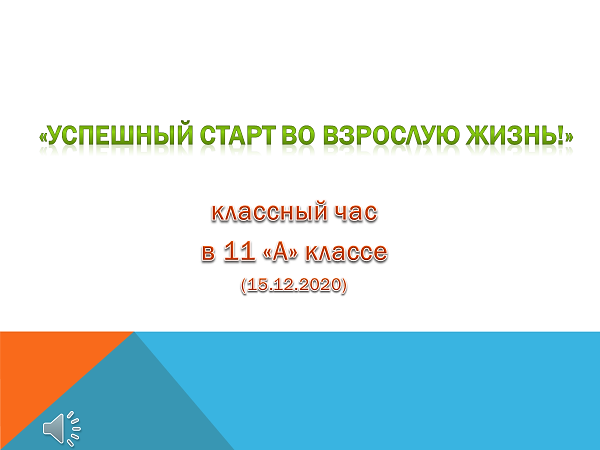 «УСПЕШНЫЙ СТАРТ ВО ВЗРОСЛУЮ ЖИЗНЬ!»
классный час
в 11 «А» классе
(15.12.2020)